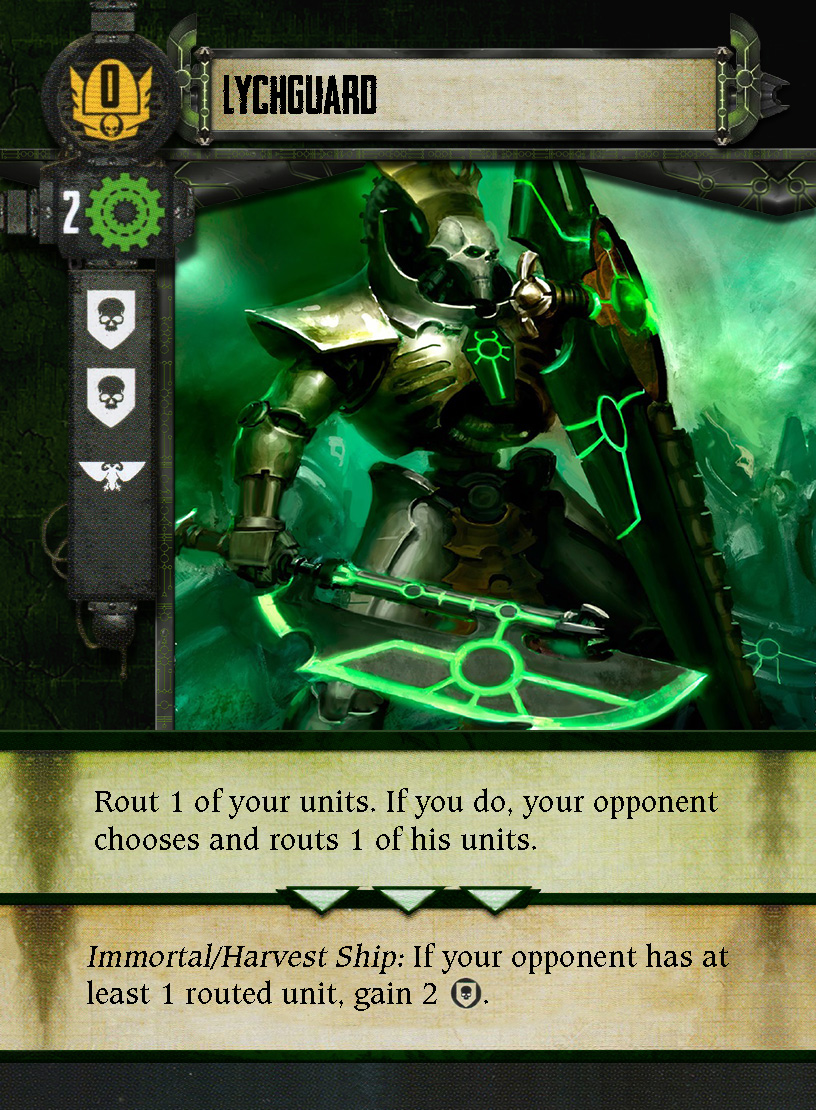 0
LYCHGUARD
2
Rout 1 of your units. If you do, your opponent
chooses and routs 1 of his units.
Immortal/Harvest Ship: If your opponent has at
least 1 routed unit, gain 2 .